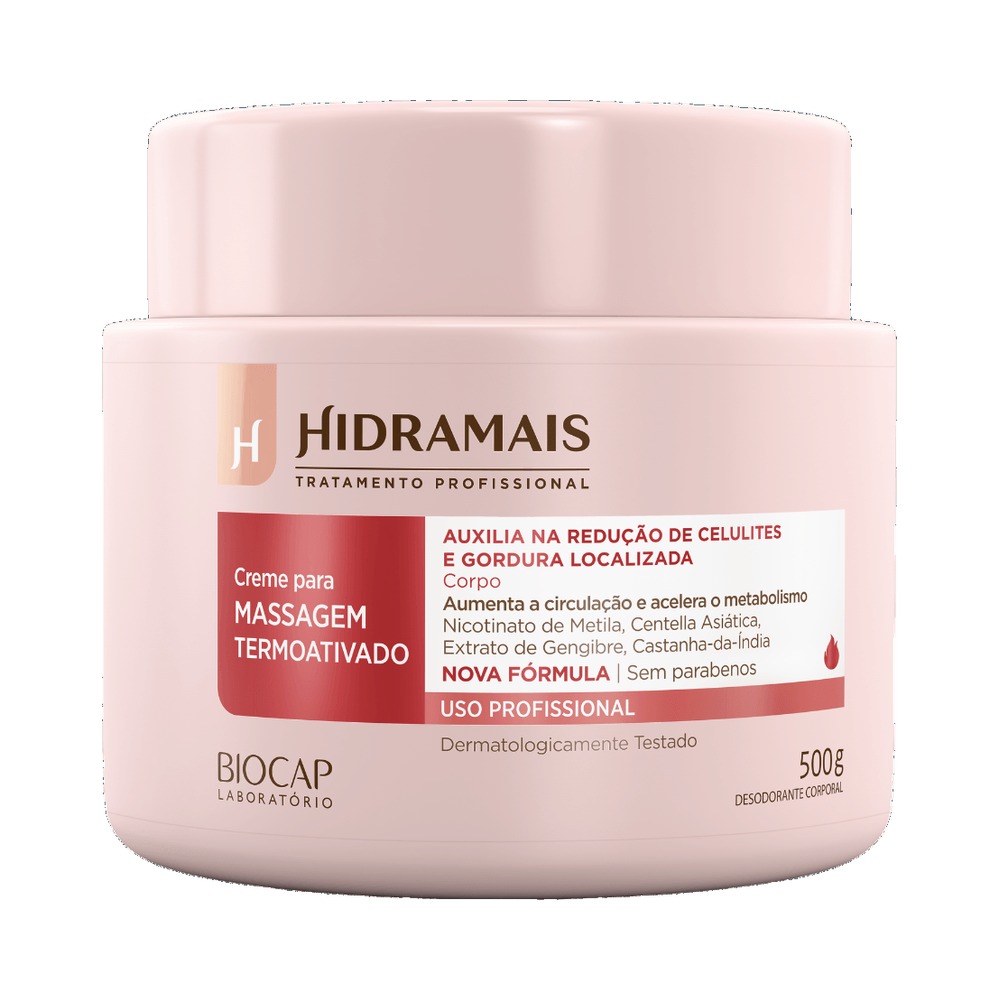 H
HIDRAMAIS
TRATAMENTO PROFISSIONAL
Creme para
MASSAGEM
TERMOATIVADO
AUXILIA NA REDUÇÃO DE CELULITES
E GORDURA LOCALIZADA
Corpo
Aumenta a circulação e acelera o metabolismo
Nicotinato de Metila, Centella Asiática,
Extrato de Gengibre, Castanha-da-Índia
NOVA FÓRMULA | Sem parabenos
USO PROFISSIONAL
Dermatologicamente Testado
BIOCAP
LABORATÓRIO
500g
DESODORANTE CORPORAL